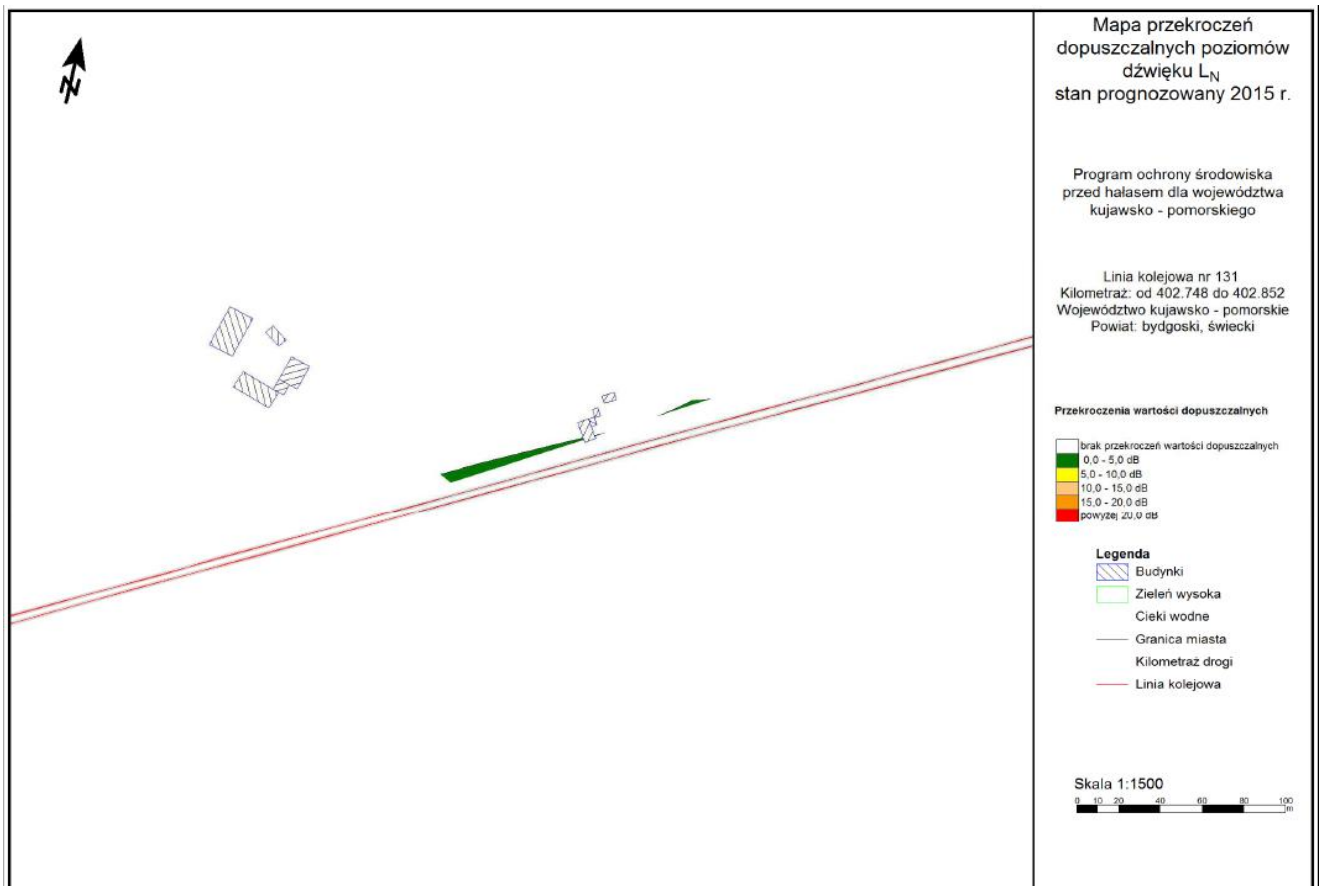 N
Mapa przekroczeń
dopuszczalnych poziomów
dźwięku LN
stan prognozowany 2015 r.
Program ochrony środowiska
przed hałasem dla województwa
kujawsko - pomorskiego
Linia kolejowa nr 131
Kilometraż: od 402.748 do 402.852
Województwo kujawsko - pomorskie
Powiat: bydgoski, świecki
Przekroczenia wartości dopuszczalnych
brak przekroczeń wartości dopuszczalnych
0,0 - 5,0 dB
5,0 - 10,0 dB
10,0 - 15,0 dB
15,0 - 20,0 dB
powyżej 20,0 dB
Legenda
Budynki
Zieleń wysoka
Cieki wodne
Granica miasta
Kilometraż drogi
Linia kolejowa
Skala 1:1500
0 10 20 40 60 80 100
m